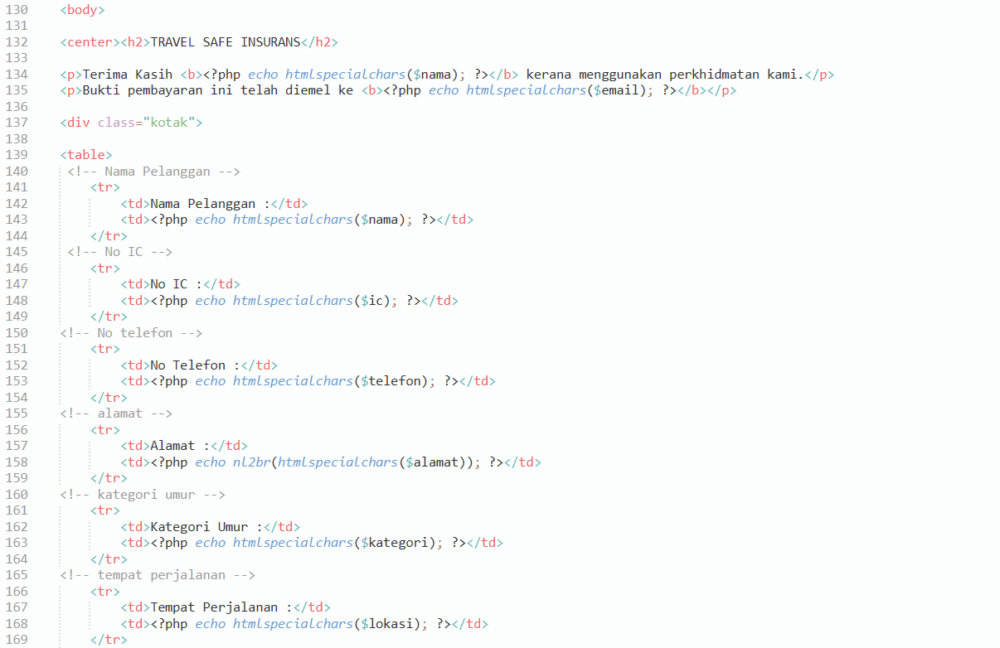 130 <body>
131
132 <center><h2>TRAVEL SAFE INSURANS</h2>
133
134 <p>Terima Kasih <b><?php echo htmlspecialchars($nama); ?></b> kerana menggunakan perkhidmatan kami.</p>
135 <p>Bukti pembayaran ini telah diemel ke <b><?php echo htmlspecialchars($email); ?></b></p>
136
137 <div class="kotak">
138
139 <table>
140 <!-- Nama Pelanggan -->
141 <tr>
142 <td>Nama Pelanggan :</td>
143 <td><?php echo htmlspecialchars($nama); ?></td>
144 </tr>
145 <!-- No IC -->
146 <tr>
147 <td>No IC :</td>
148 <td><?php echo htmlspecialchars($ic); ?></td>
149 </tr>
150 <!-- No telefon -->
151 <tr>
152 <td>No Telefon :</td>
153 <td><?php echo htmlspecialchars($telefon); ?></td>
154 </tr>
155 <!-- alamat -->
156 <tr>
157 <td>Alamat :</td>
158 <td><?php echo nl2br(htmlspecialchars($alamat)); ?></td>
159 </tr>
160 <!-- kategori umur -->
161 <tr>
162 <td>Kategori Umur :</td>
163 <td><?php echo htmlspecialchars($kategori); ?></td>
164 </tr>
165 <!-- tempat perjalanan -->
166 <tr>
167 <td>Tempat Perjalanan :</td>
168 <td><?php echo htmlspecialchars($lokasi); ?></td>
169 </tr>